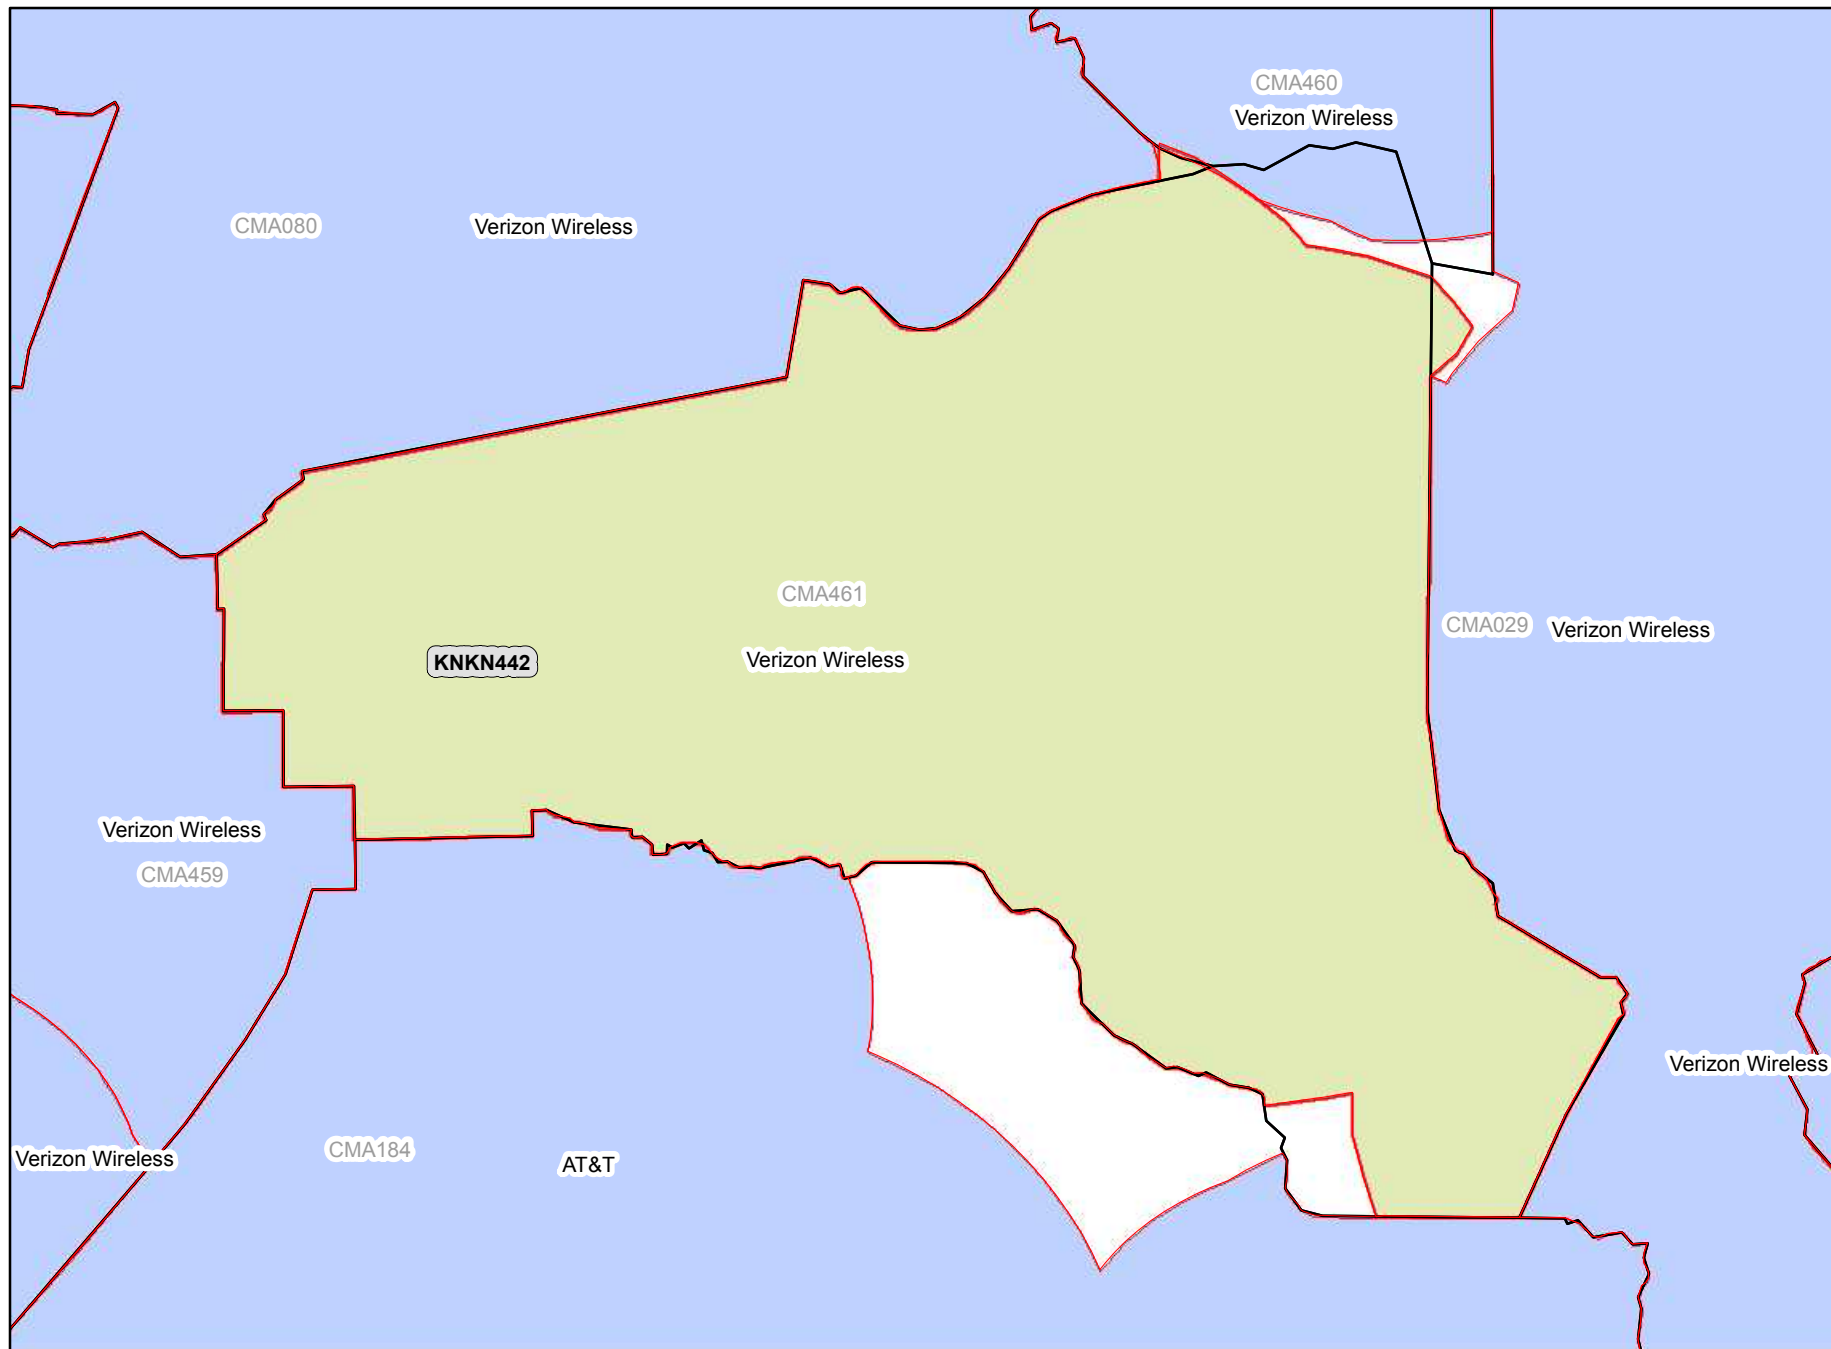 CMA460
Verizon Wireless
CMA080
Verizon Wireless
CMA461
CMA029
Verizon Wireless
KNKN442
Verizon Wireless
Verizon Wireless
CMA459
Verizon Wireless
Verizon Wireless
CMA184
AT&T